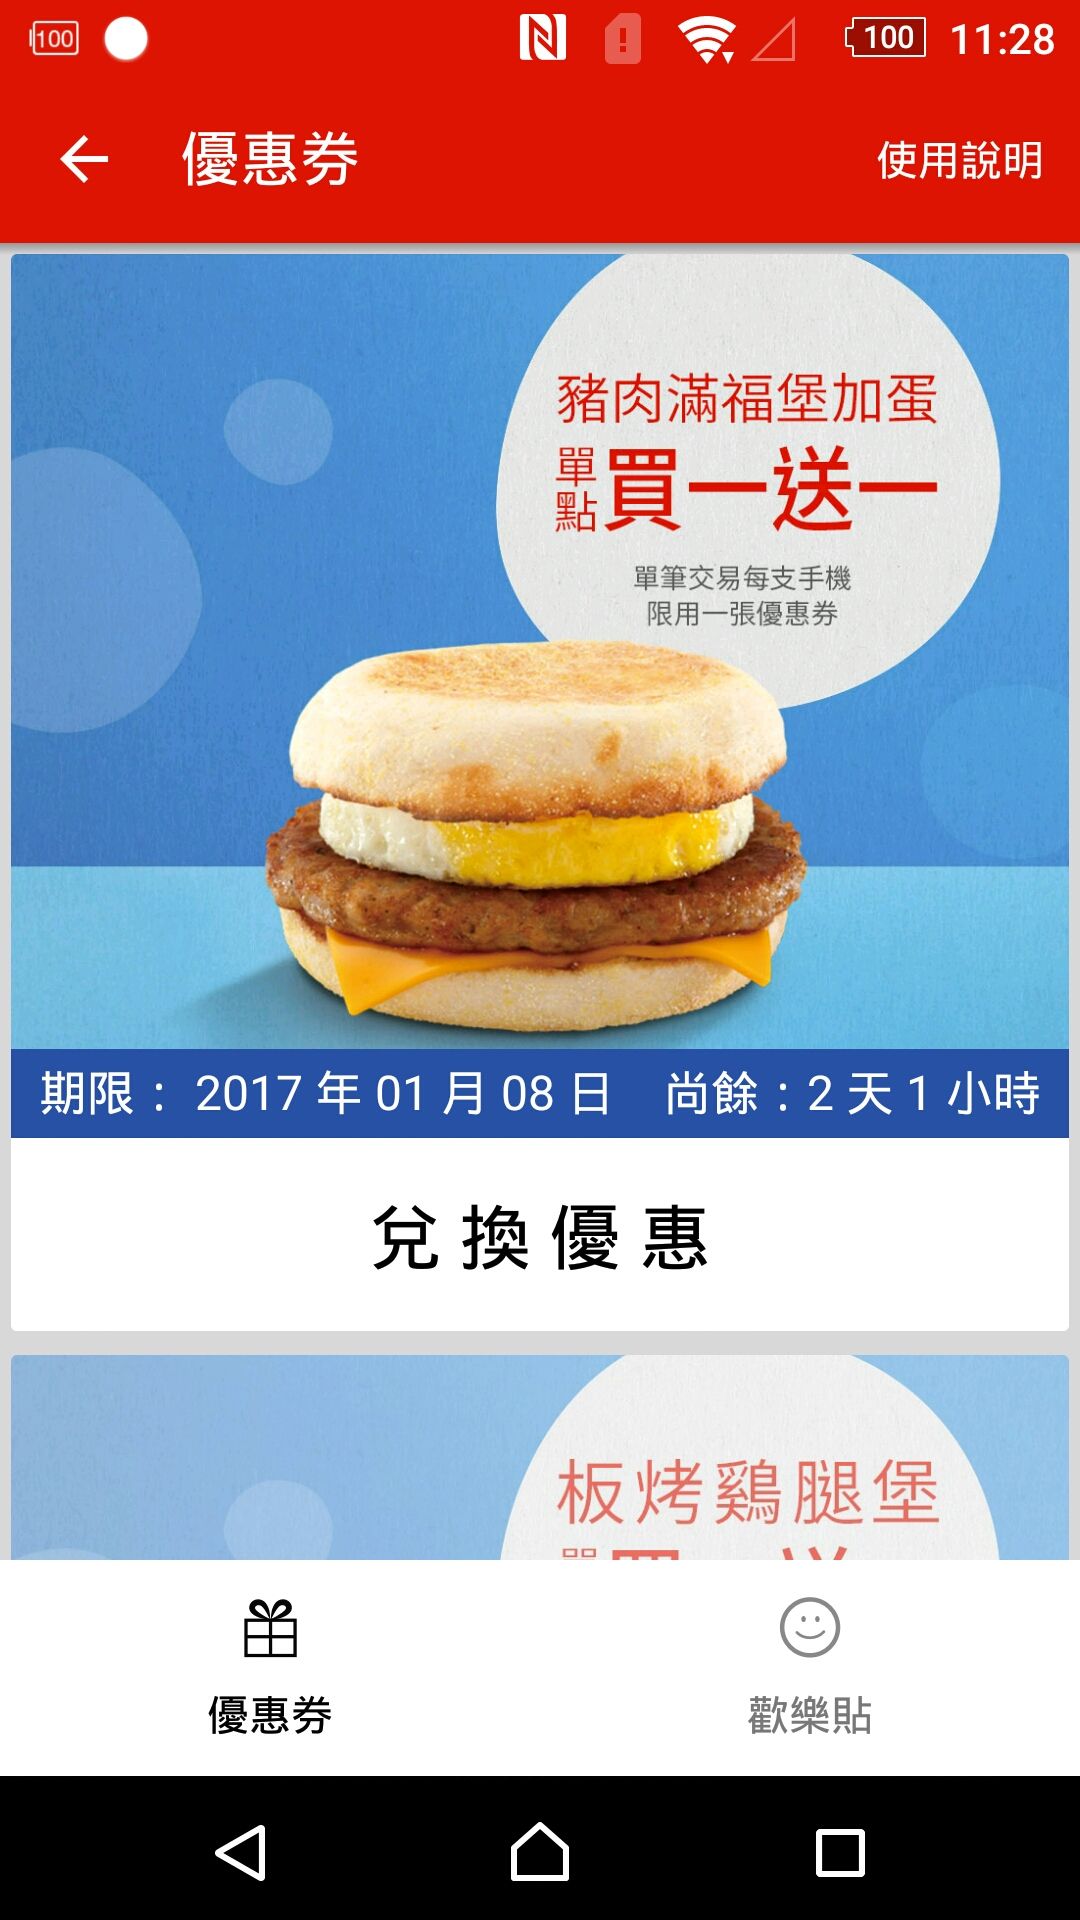 100
100
11:28
優惠券
使用說明
豬肉滿福堡加蛋
單點買一送一
單筆交易每支手機
限用一張優惠券
期限： 2017 年 01 月 08 日 尚餘：2 天 1 小時
兌換優惠
板烤鷄腿堡
優惠券
歡樂貼